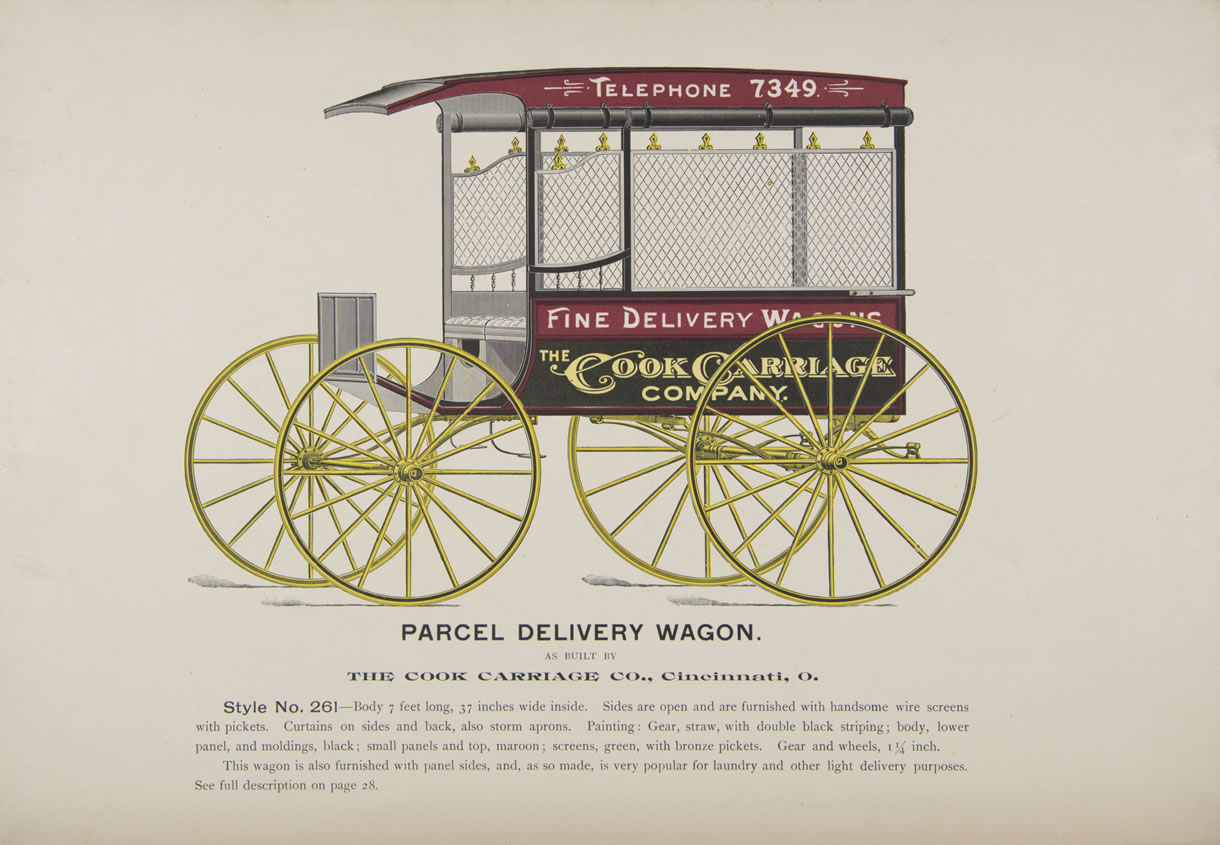 TELEPHONE 7349.
FINE DELIVERY WAGONS
THE COOK CARRIAGE
COMPANY.
PARCEL DELIVERY WAGON.
AS BUILT BY
THE COOK CARRIAGE CO., Cincinnati, O.
Style No. 261—Body 7 feet long, 37 inches wide inside. Sides are open and are furnished with handsome wire screens
with pickets. Curtains on sides and back, also storm aprons. Painting: Gear, straw, with double black striping; body, lower
panel, and moldings, black; small panels and top, maroon; screens, green, with bronze pickets. Gear and wheels, 1¼ inch.
This wagon is also furnished with panel sides, and, as so made, is very popular for laundry and other light delivery purposes.
See full description on page 28.